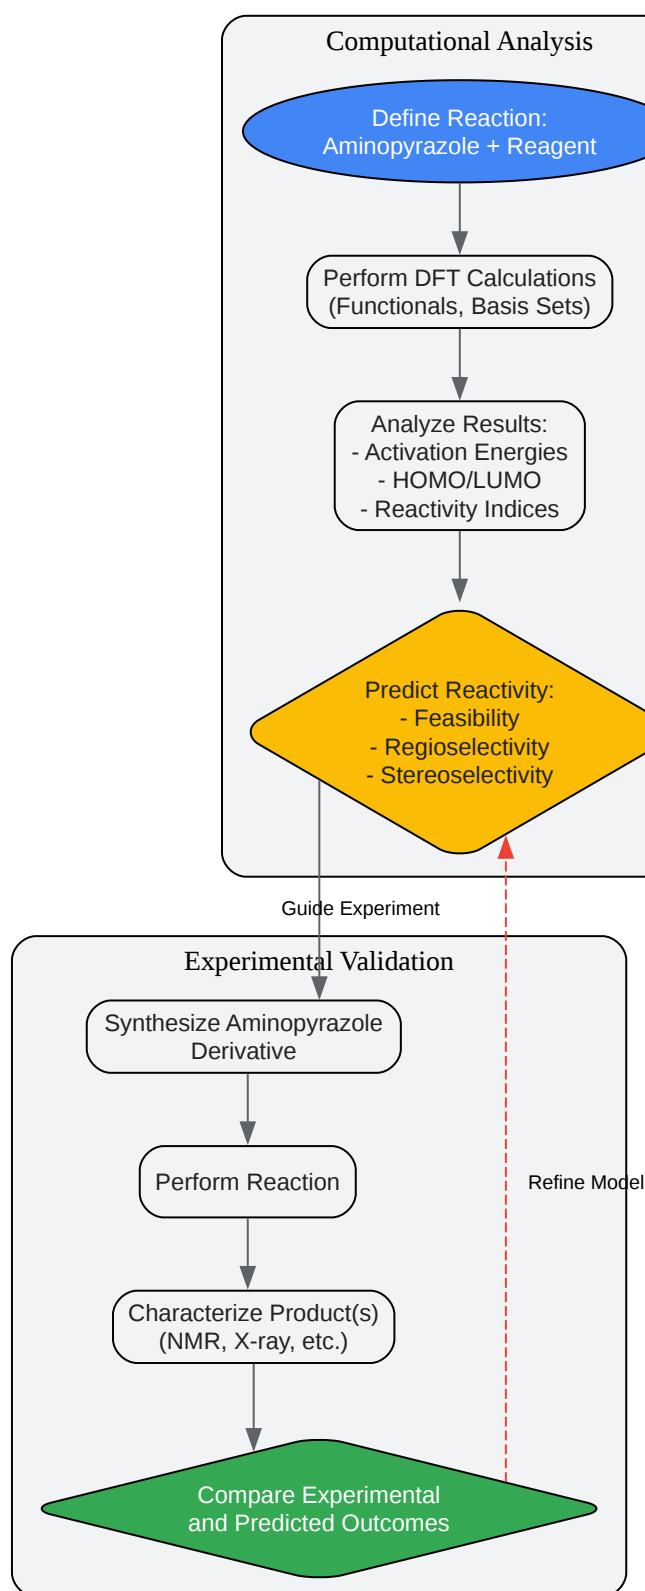 Computational Analysis
Define Reaction:
Aminopyrazole + Reagent
Perform DFT Calculations
(Functionals, Basis Sets)
Analyze Results:
- Activation Energies
- HOMO/LUMO
- Reactivity Indices
Predict Reactivity:
- Feasibility
- Regioselectivity
- Stereoselectivity
Guide Experiment
Experimental Validation
Synthesize Aminopyrazole
Derivative
Perform Reaction
Refine Model
Characterize Product(s)
(NMR, X-ray, etc.)
Compare Experimental
and Predicted Outcomes